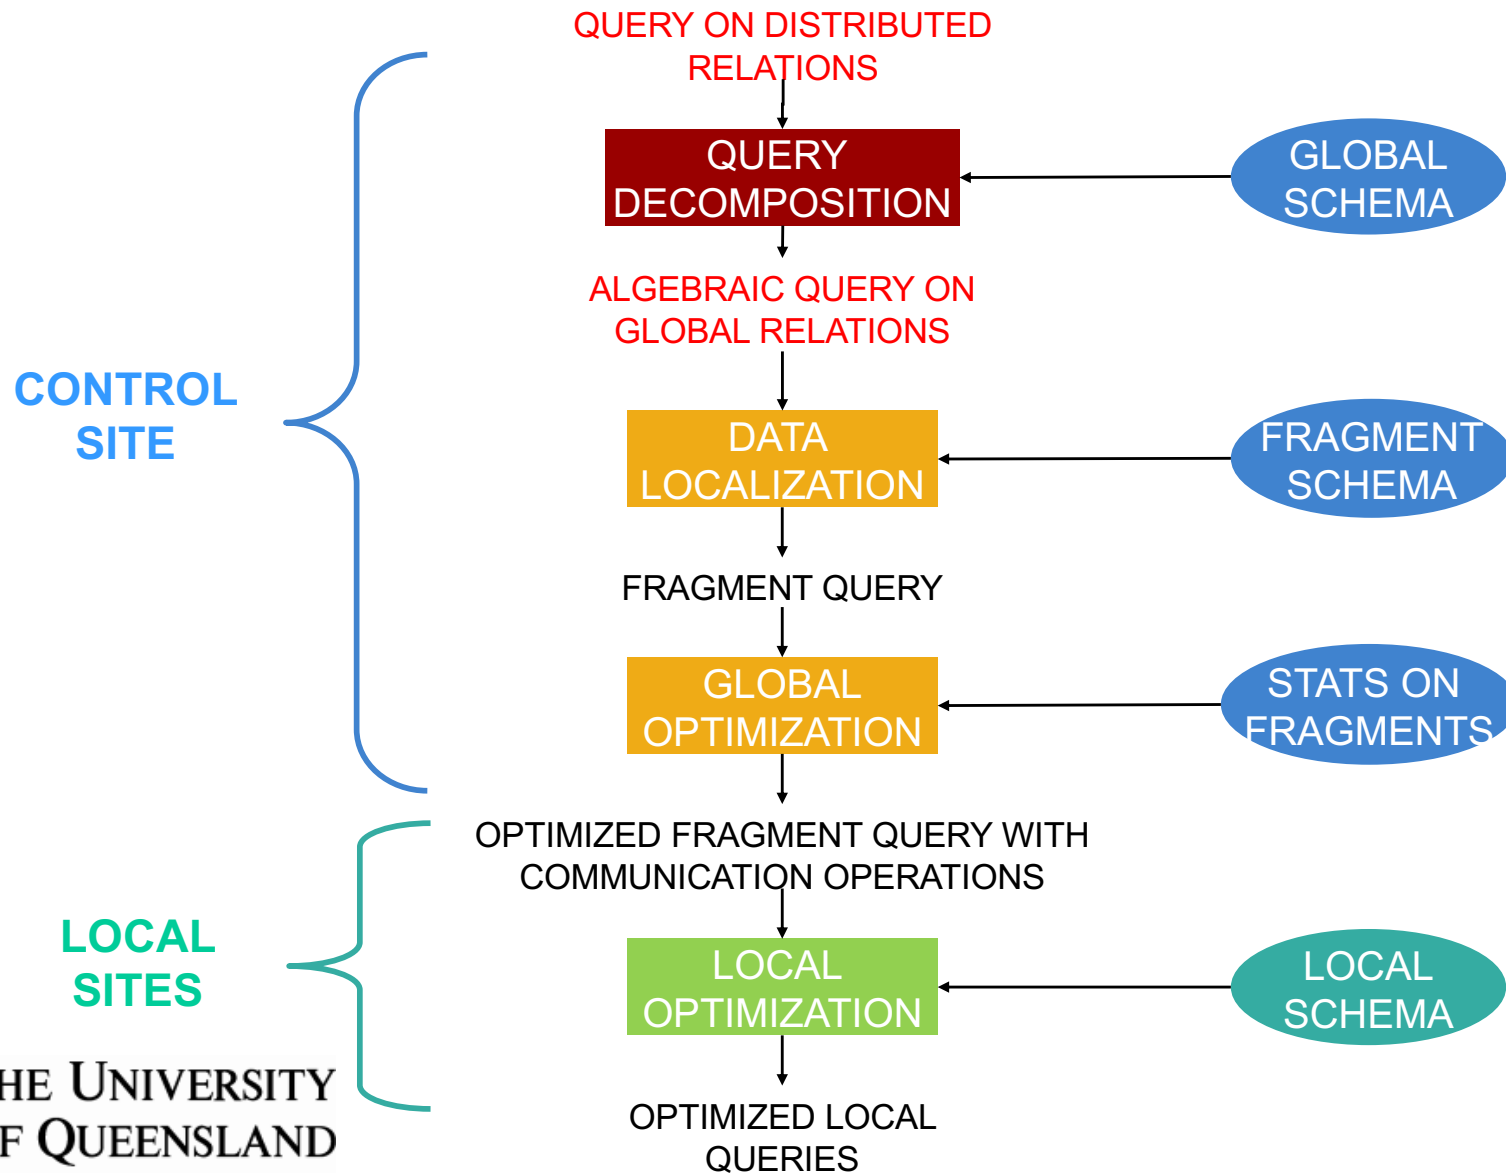 QUERY ON DISTRIBUTED
RELATIONS
QUERY
DECOMPOSITION
GLOBAL
SCHEMA
ALGEBRAIC QUERY ON
GLOBAL RELATIONS
CONTROL
SITE
DATA
LOCALIZATION
FRAGMENT
SCHEMA
FRAGMENT QUERY
GLOBAL
OPTIMIZATION
STATS ON
FRAGMENTS
OPTIMIZED FRAGMENT QUERY WITH
COMMUNICATION OPERATIONS
LOCAL
SITES
LOCAL
OPTIMIZATION
LOCAL
SCHEMA
HE UNIVERSITY
F QUEENSLAND
OPTIMIZED LOCAL
QUERIES